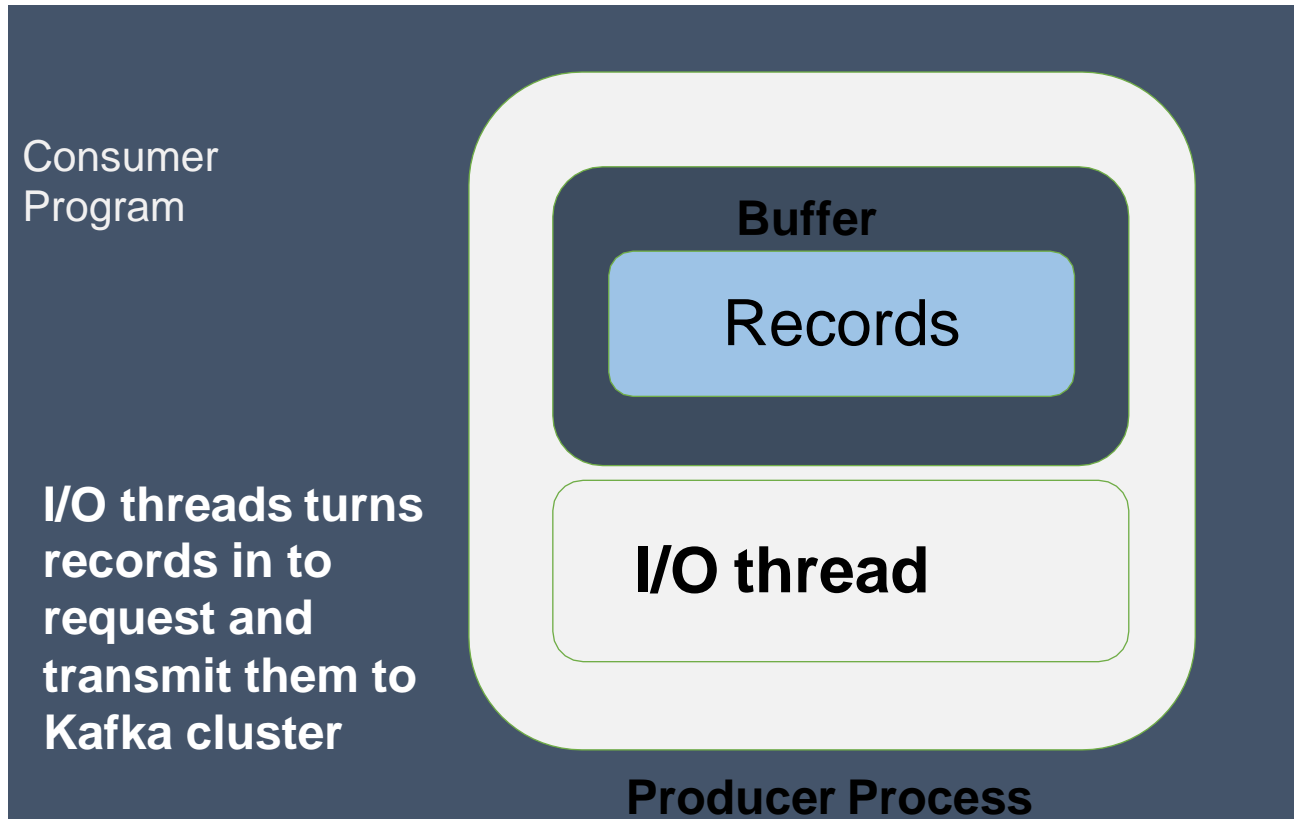 Consumer
Program
Buffer
Records
I/O threads turns
records in to
request and
transmit them to
Kafka cluster
I/O thread
Producer Process